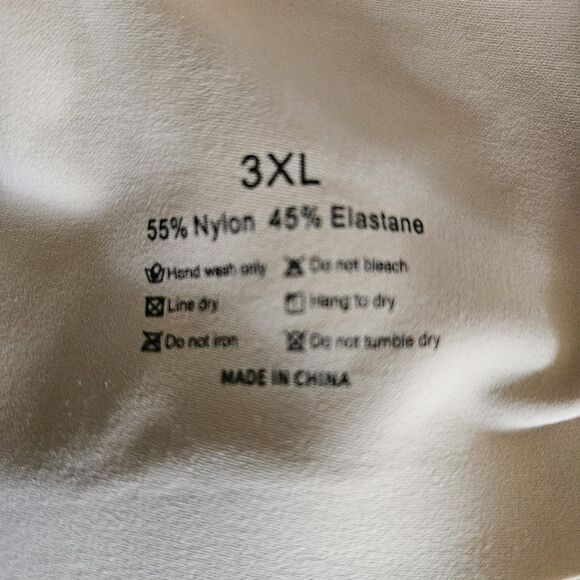 3XL
55% Nylon 45% Elastane
Hand wash only Do not bleach
Line dry Hang to dry
Do not iron Do not tumble dry
MADE IN CHINA